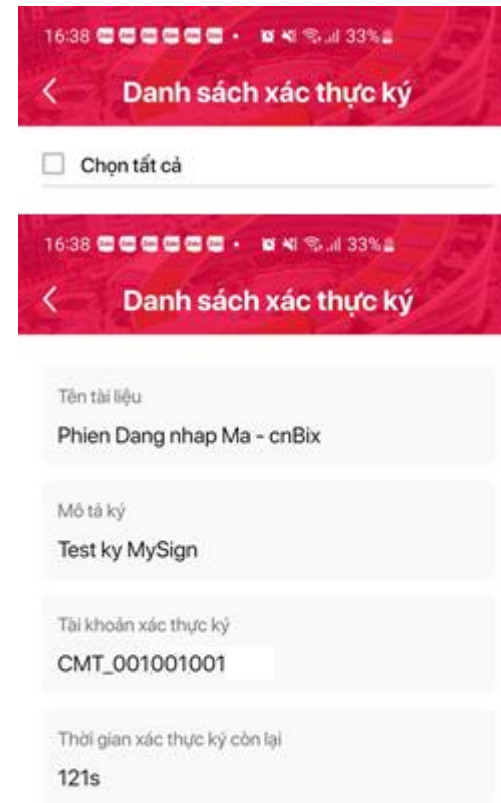 16:38 33%
Danh sách xác thực ký
Chọn tất cả
16:38 33%
Danh sách xác thực ký
Tên tài liệu
Phien Dang nhap Ma - cnBix
Mô tả ký
Test ky MySign
Tài khoản xác thực ký
CMT_001001001
Thời gian xác thực ký còn lại
121s